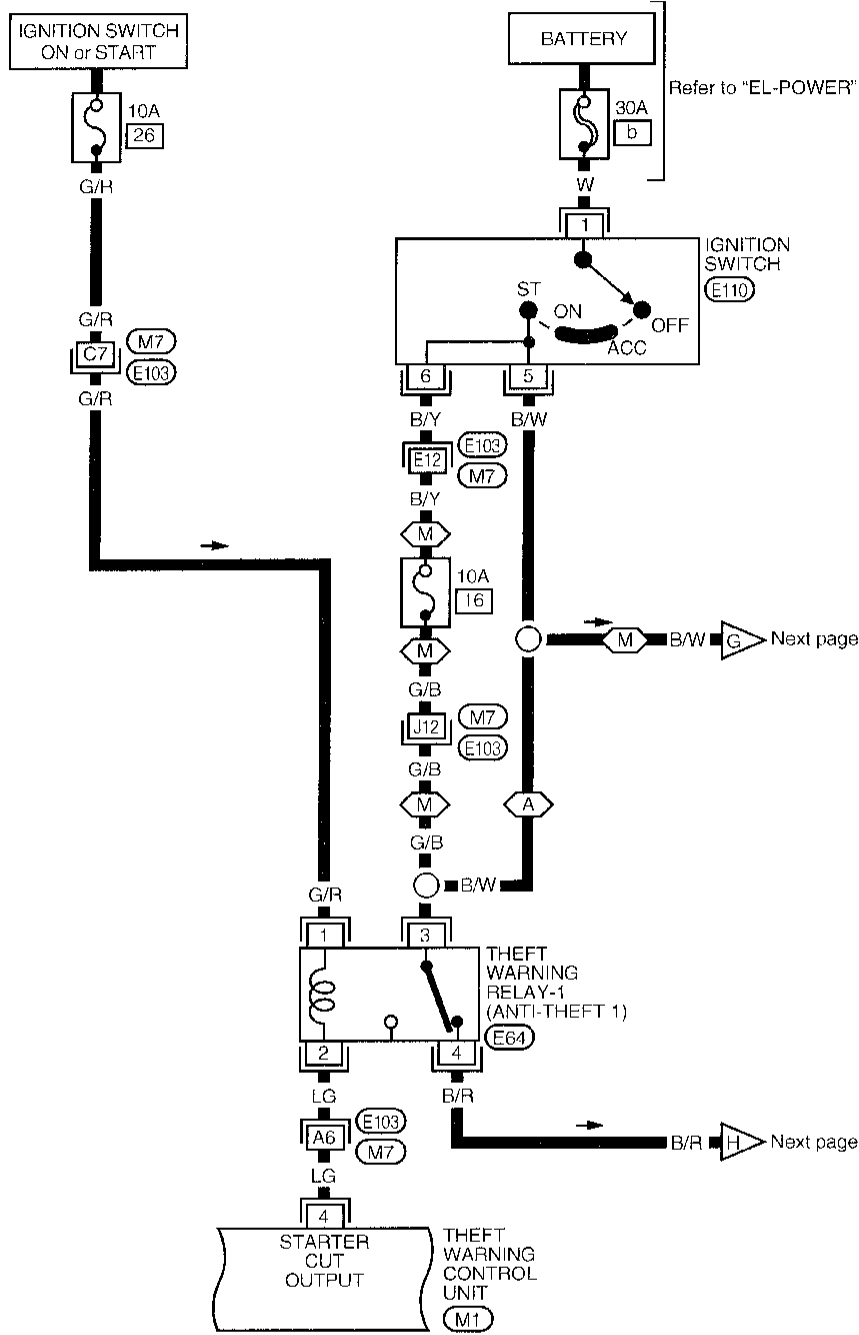 IGNITION SWITCH
ON or START
10A
26
G/R
G/R
C7
M7
E103
G/R
BATTERY
Refer to "EL-POWER"
30A
b
W
1
IGNITION
SWITCH
E110
ST
ON
OFF
ACC
6
5
B/Y
B/W
E12
E103
M7
B/Y
M
10A
16
M
G/B
M
B/W
G
Next page
J12
M7
E103
G/B
M
A
G/B
B/W
G/R
1
3
THEFT
WARNING
RELAY-1
(ANTI-THEFT 1)
E64
2
4
LG
B/R
A6
E103
M7
B/R
H
Next page
LG
4
STARTER
CUT
OUTPUT
THEFT
WARNING
CONTROL
UNIT
M1